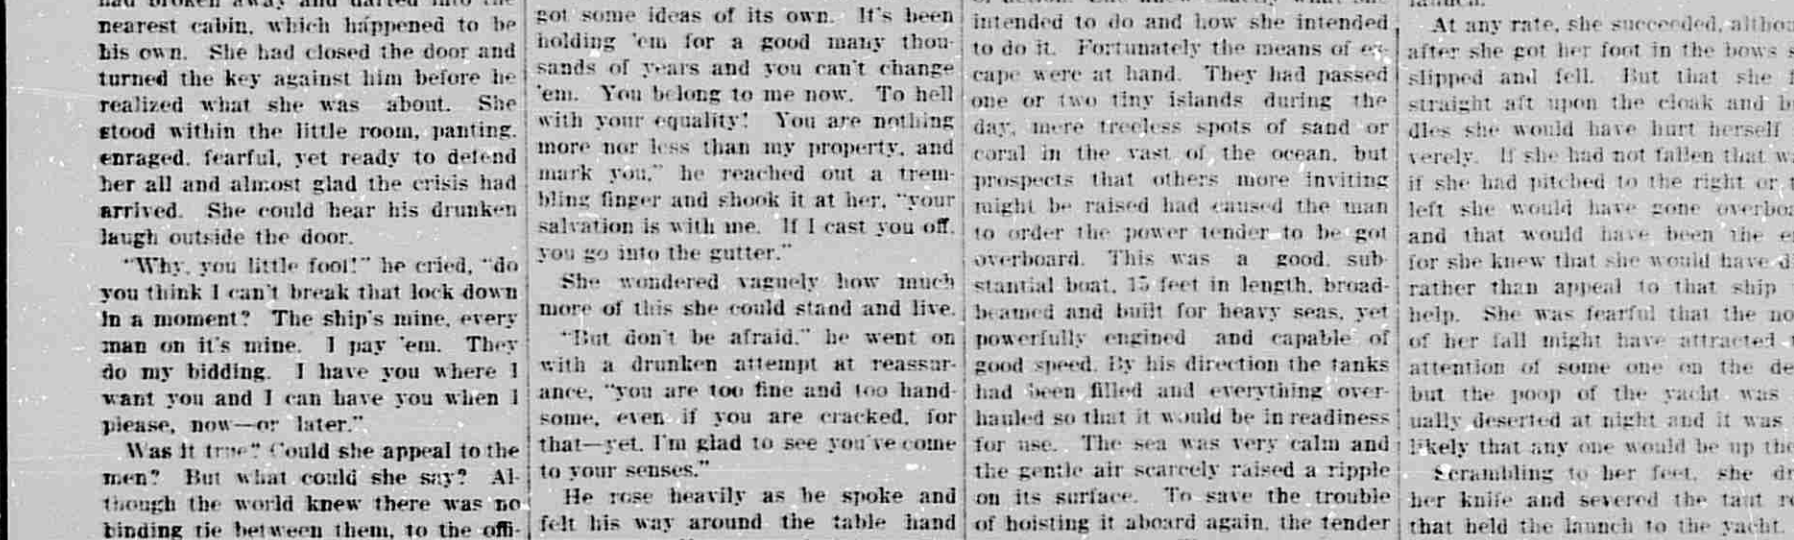 nearest cabin, which happened to be
his own. She had closed the door and
turned the key against him before he
realized what she was about. She
stood within the little room, panting,
enraged, fearful, yet ready to defend
her all and almost glad the crisis had
arrived. She could hear his drunken
laugh outside the door.
"Why, you little fool!" he cried, "do
you think I can't break that lock down
in a moment? The ship's mine, every
man on it's mine. I pay 'em. They
do my bidding. I have you where I
want you and I can have you when I
please, now—or later."
Was it true? Could she appeal to the
men? But what could she say? Al-
though the world knew there was no
binding tie between them, to the offi-
got some ideas of its own. It's been
holding 'em for a good many thou-
sands of years and you can't change
'em. You belong to me now. To hell
with your equality! You are nothing
more nor less than my property, and
mark you," he reached out a trem-
bling finger and shook it at her, "your
salvation is with me. If I cast you off,
you go into the gutter."
She wondered vaguely how much
more of this she could stand and live.
"But don't be afraid," he went on
with a drunken attempt at reassur-
ance, "you are too fine and too hand-
some, even if you are cracked, for
that—yet. I'm glad to see you've come
to your senses."
He rose heavily as he spoke and
felt his way around the table hand
intended to do and how she intended
to do it. Fortunately the means of es-
cape were at hand. They had passed
one or two tiny islands during the
day, mere treeless spots of sand or
coral in the vast of the ocean, but
prospects that others more inviting
might be raised had caused the man
to order the power tender to be got
overboard. This was a good, sub-
stantial boat, 15 feet in length, broad-
beamed and built for heavy seas, yet
powerfully engined and capable of
good speed. By his direction the tanks
had been filled and everything over-
hauled so that it would be in readiness
for use. The sea was very calm and
the gentle air scarcely raised a ripple
on its surface. To save the trouble
of hoisting it aboard again, the tender
At any rate, she succeeded,
after she got her foot in the bows
slipped and fell. But that she
straight aft upon the cloak and
dles she would have hurt herself
verely. If she had not fallen that
if she had pitched to the right or
left she would have gone
and that would have been the
for she knew that she would have
rather than appeal to that ship
help. She was fearful that the
of her fall might have attracted
attention of some one on the
but the poop of the yacht was
ually deserted at night and it was
likely that any one would be up
Scrambling to her feet, she
her knife and severed the taut
that held the launch to the yacht.